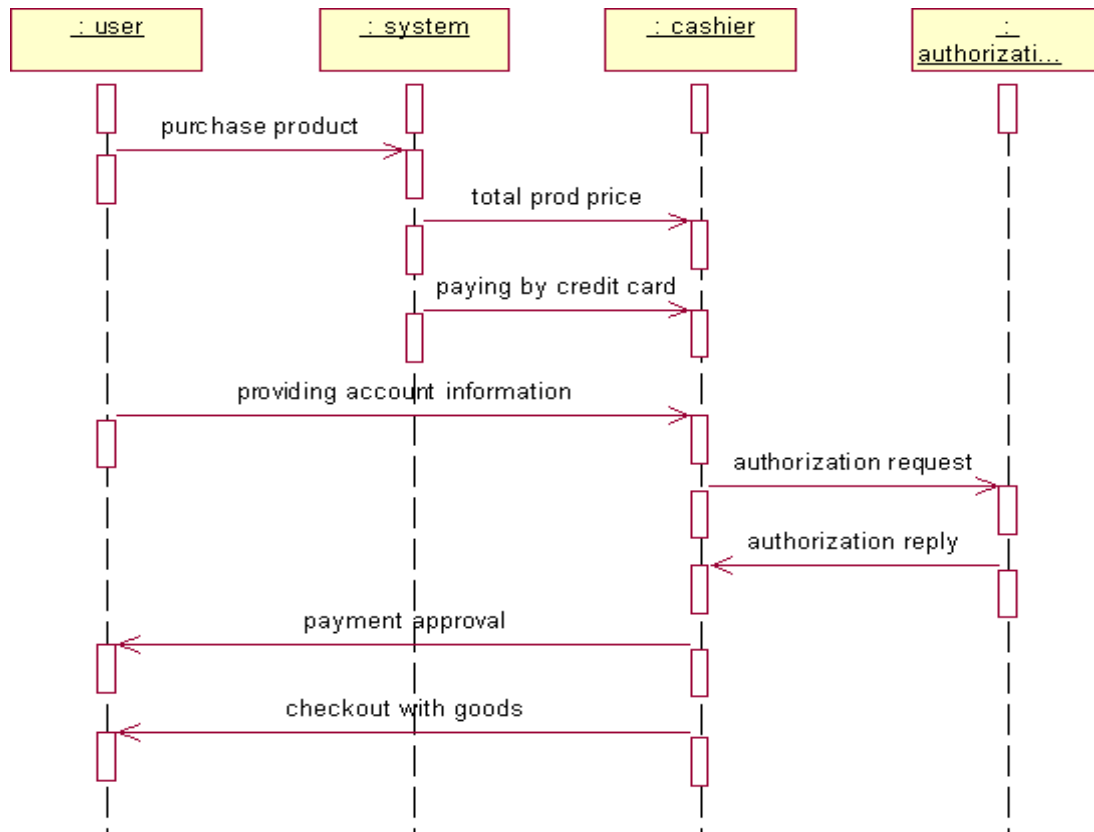 : user
: system
: cashier
:
authorizati...
purchase product
total prod price
paying by credit card
providing account information
authorization request
authorization reply
payment approval
checkout with goods